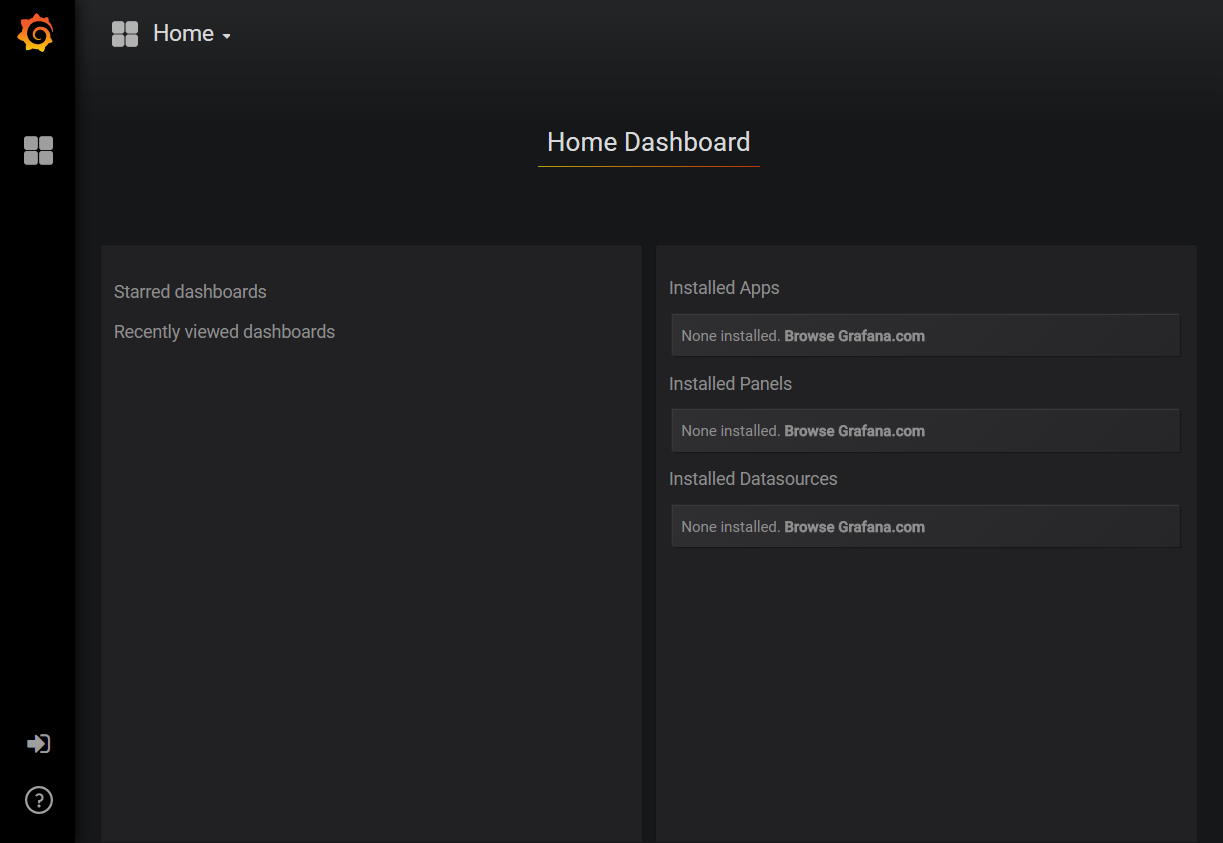 Home
Home Dashboard
Starred dashboards
Recently viewed dashboards
Installed Apps
None installed. Browse Grafana.com
Installed Panels
None installed. Browse Grafana.com
Installed Datasources
None installed. Browse Grafana.com
?